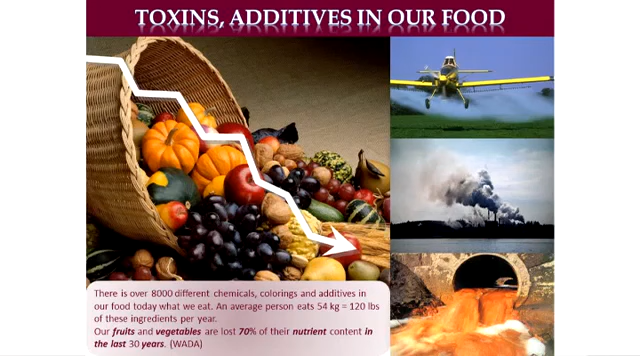 TOXINS, ADDITIVES IN OUR FOOD
There is over 8000 different chemicals, colorings and additives in
our food today what we eat. An average person eats 54 kg = 120 lbs
of these ingredients per year.
Our fruits and vegetables are lost 70% of their nutrient content in
the last 30 years. (WADA)